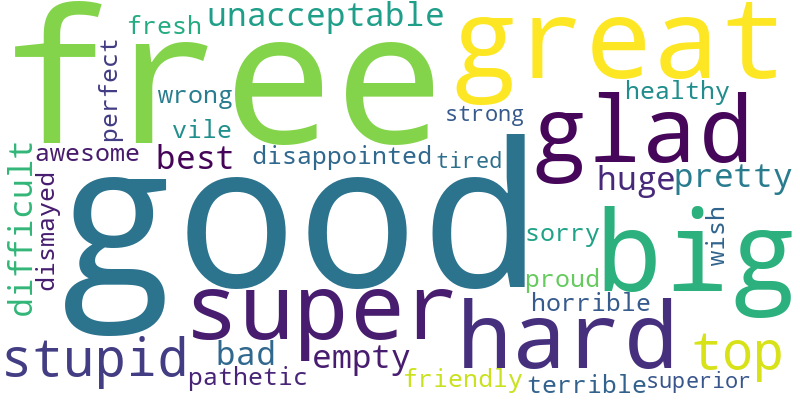 free
fresh
unacceptable
great
perfect
wrong
vile
strong
healthy
glad
awesome
best
disappointed
tired
difficult
dismayed
good
huge
pretty
sorry
big
wish
proud
super
horrible
hard
stupid
bad
empty
top
pathetic
friendly
terrible
superior